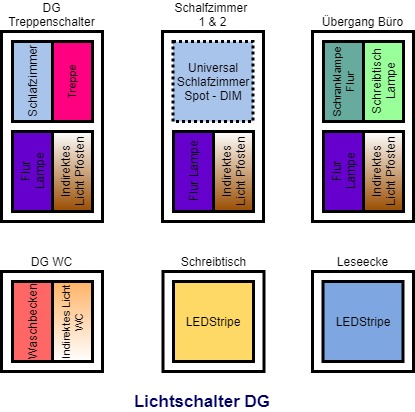 DG
Treppenschalter
Schlafzimmer
Treppe
Flur
Lampe
Indirektes
Licht Pfosten
Schalfzimmer
1 & 2
Universal
Schlafzimmer
Spot - DIM
Flur Lampe
Indirektes
Licht Pfosten
Übergang Büro
Schranklampe
Flur
Schreibtisch
Lampe
Flur
Lampe
Indirektes
Licht Pfosten
DG WC
Waschbecken
Indirektes Licht
WC
Schreibtisch
LEDStripe
Leseecke
LEDStripe
Lichtschalter DG